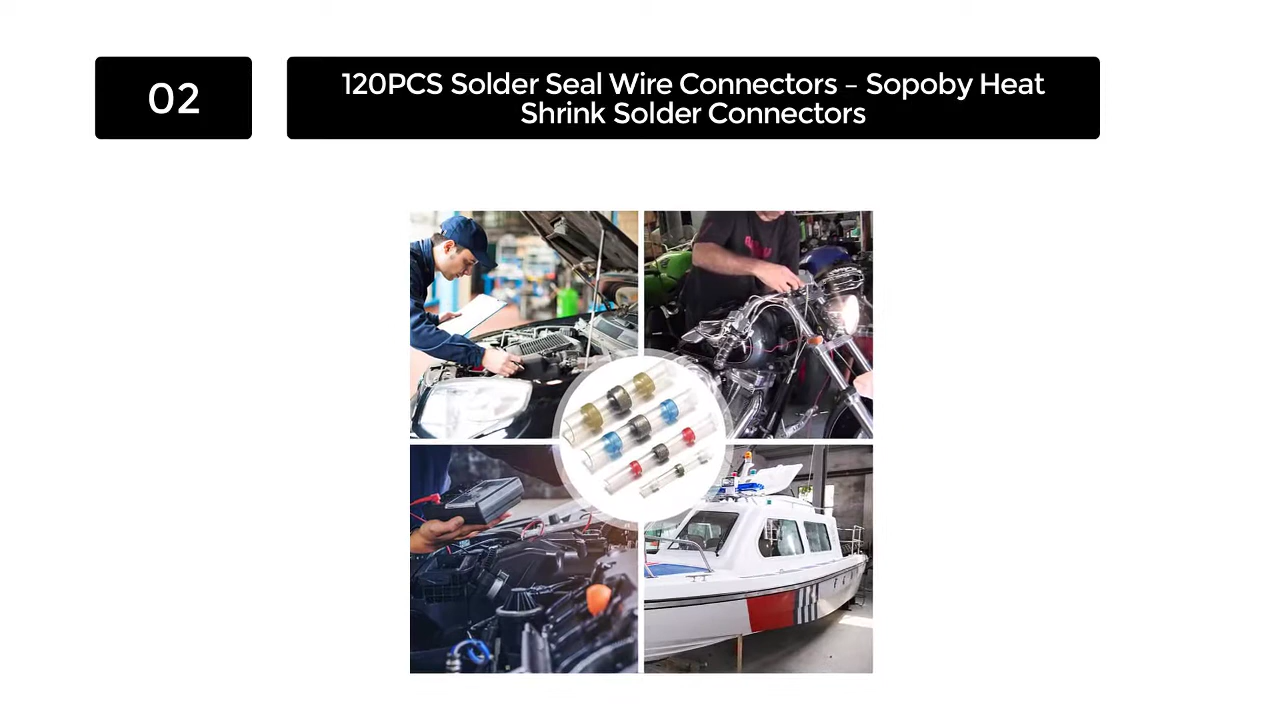 02
120PCS Solder Seal Wire Connectors – Sopoby Heat
Shrink Solder Connectors